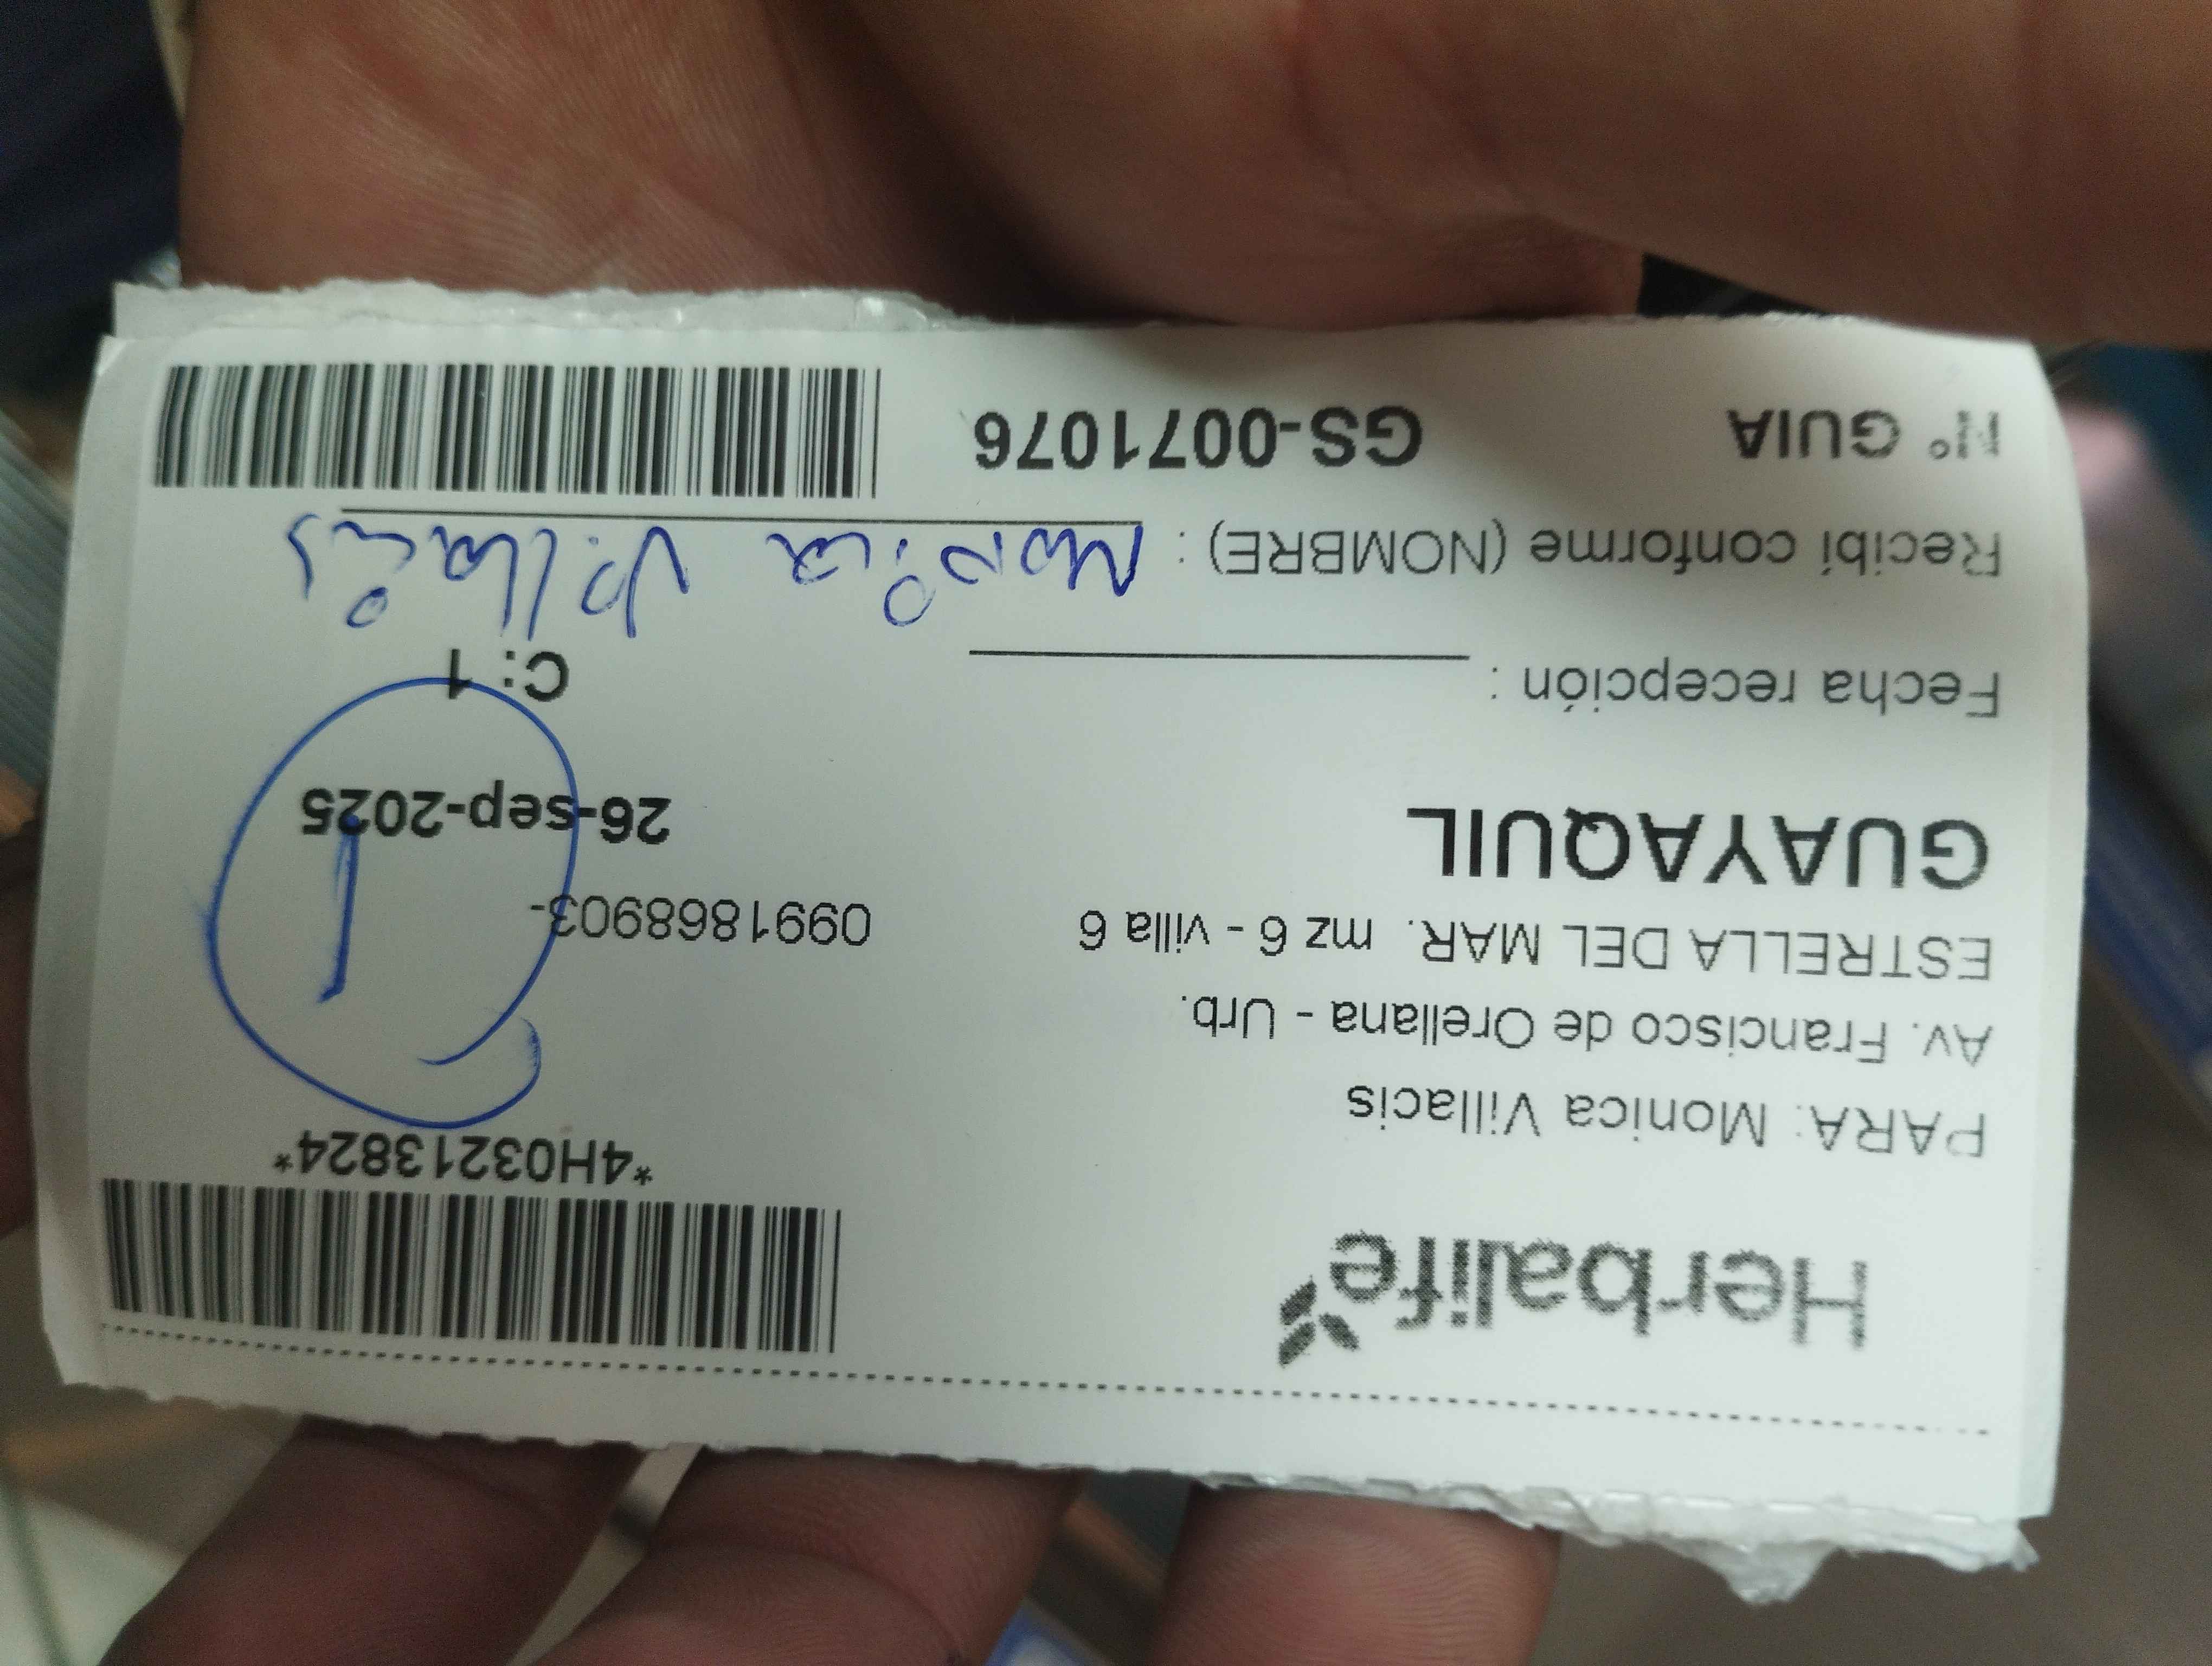 Herbalife
*4H03213824*
PARA: Monica Villacis
Av. Francisco de Orellana - Urb.
ESTRELLA DEL MAR. mz 6 - villa 6
0991868903-
1
GUAYAQUIL
26-sep-2025
Fecha recepción :
C: 1
Recibí conforme (NOMBRE) : Monica Villacis
N° GUIA GS-0071076